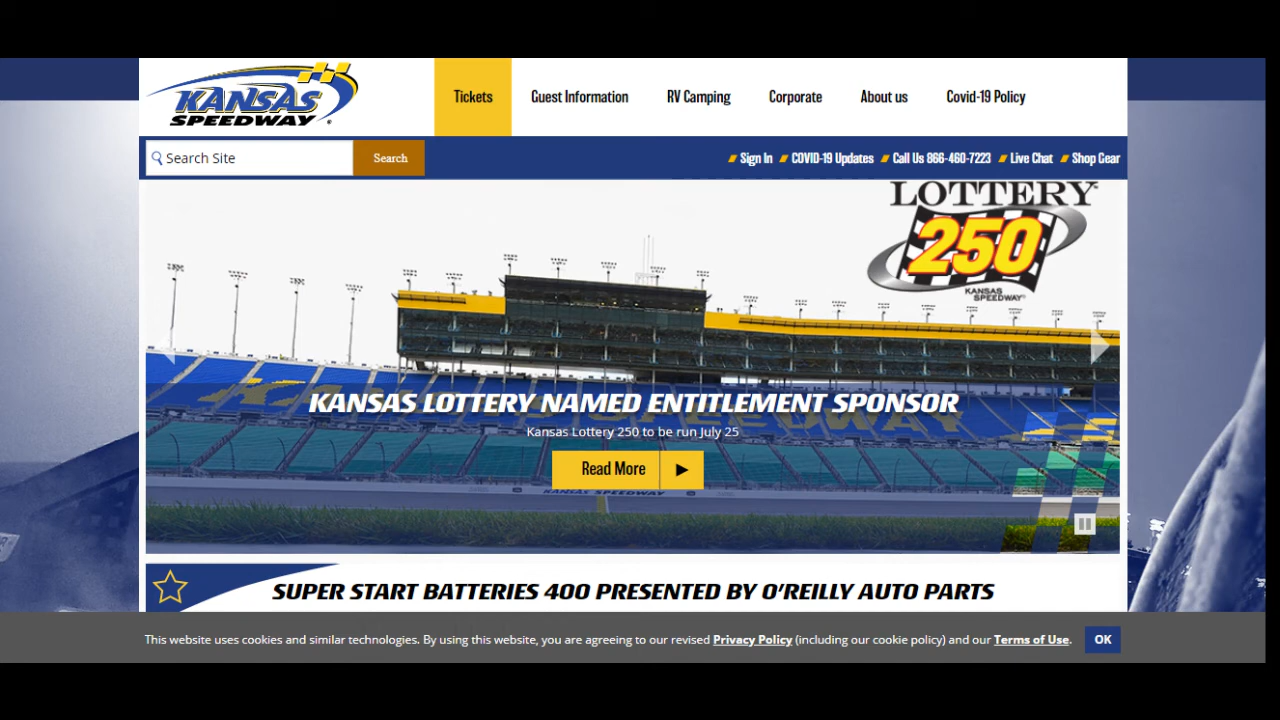 KANSAS
SPEEDWAY
Tickets
Guest Information
RV Camping
Corporate
About us
Covid-19 Policy
Search Site
Search
Sign In
COVID-19 Updates
Call Us 866-460-7223
Live Chat
Shop Gear
LOTTERY
250
KANSAS
SPEEDWAY
KANSAS LOTTERY NAMED ENTITLEMENT SPONSOR
Kansas Lottery 250 to be run July 25
Read More
KANSAS SPEEDWAY
SUPER START BATTERIES 400 PRESENTED BY O'REILLY AUTO PARTS
This website uses cookies and similar technologies. By using this website, you are agreeing to our revised Privacy Policy (including our cookie policy) and our Terms of Use.
OK